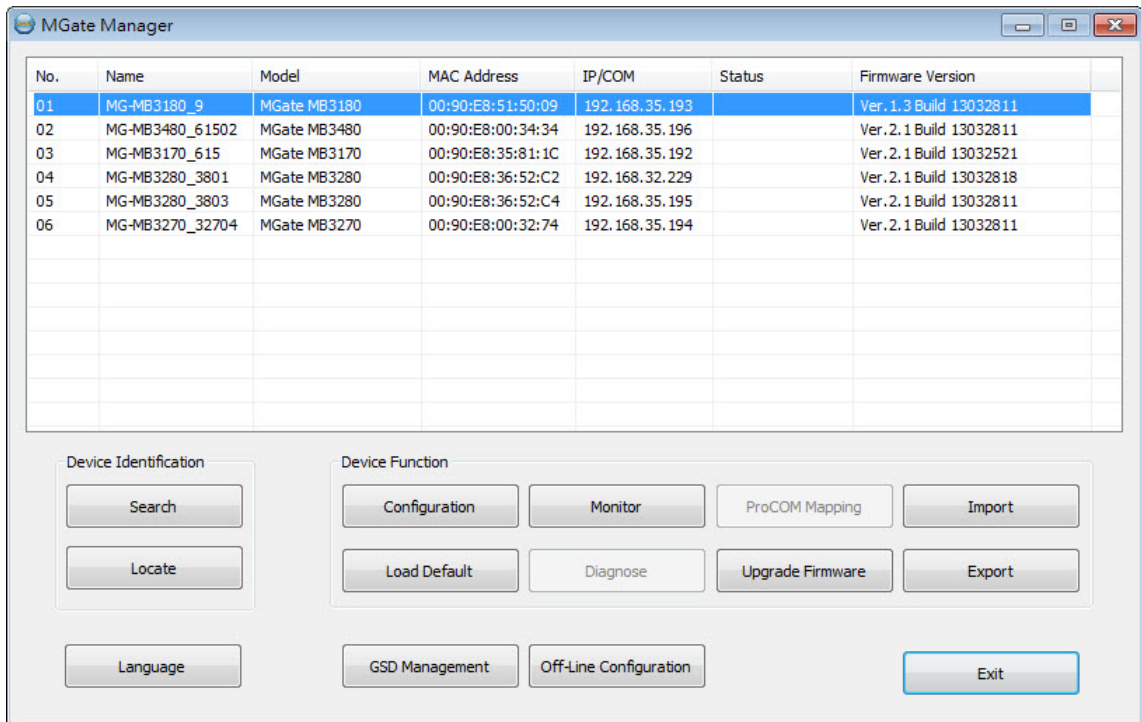 MGate Manager
No. Name Model MAC Address IP/COM Status Firmware Version
01 MG-MB3180_9 MGate MB3180 00:90:E8:51:50:09 192.168.35.193 Ver.1.3 Build 13032811
02 MG-MB3480_61502 MGate MB3480 00:90:E8:00:34:34 192.168.35.196 Ver.2.1 Build 13032811
03 MG-MB3170_615 MGate MB3170 00:90:E8:35:81:1C 192.168.35.192 Ver.2.1 Build 13032521
04 MG-MB3280_3801 MGate MB3280 00:90:E8:36:52:C2 192.168.32.229 Ver.2.1 Build 13032818
05 MG-MB3280_3803 MGate MB3280 00:90:E8:36:52:C4 192.168.35.195 Ver.2.1 Build 13032811
06 MG-MB3270_32704 MGate MB3270 00:90:E8:00:32:74 192.168.35.194 Ver.2.1 Build 13032811
Device Identification Device Function
Search Configuration Monitor ProCOM Mapping Import
Locate Load Default Diagnose Upgrade Firmware Export
Language GSD Management Off-Line Configuration Exit